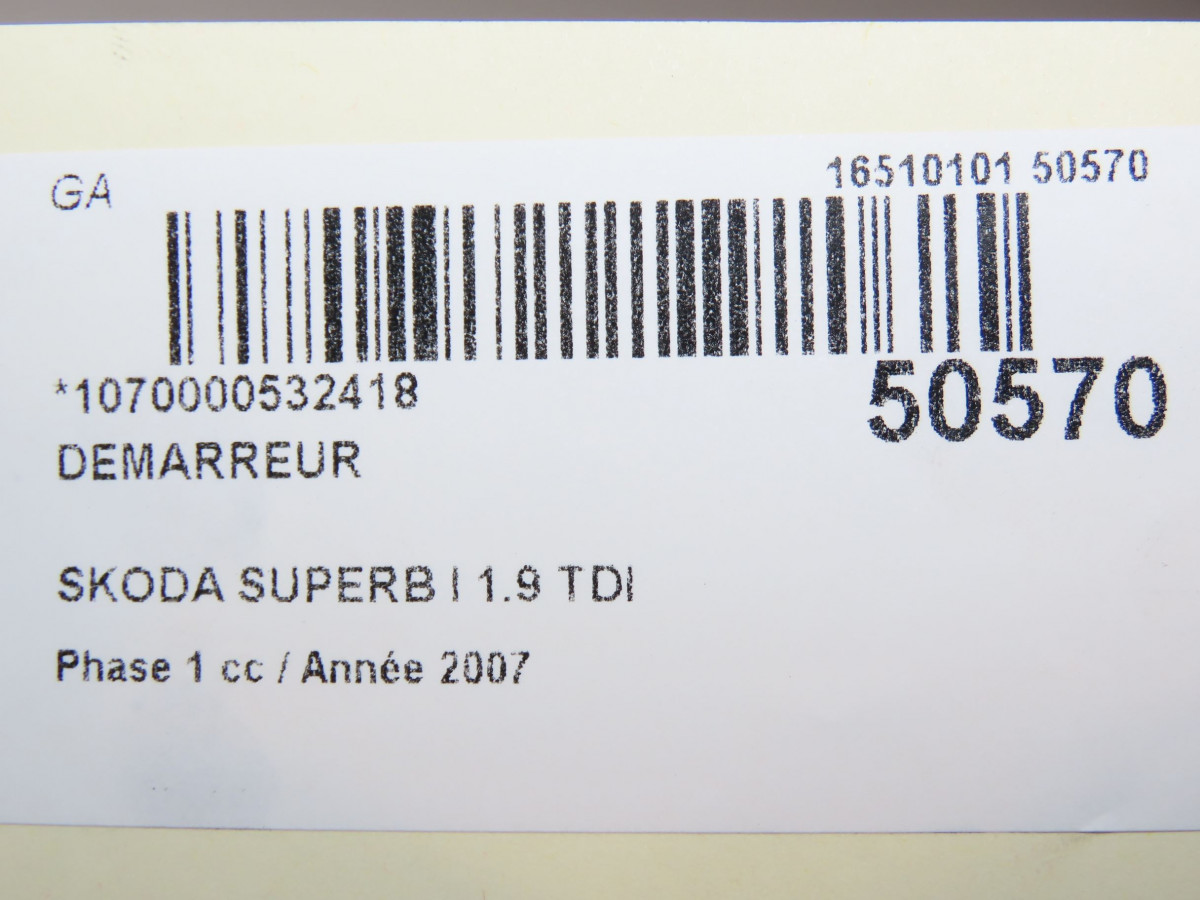 GA
16510101 50570
*1070000532418
50570
DEMARREUR
SKODA SUPERB I 1.9 TDI
Phase 1 cc / Année 2007